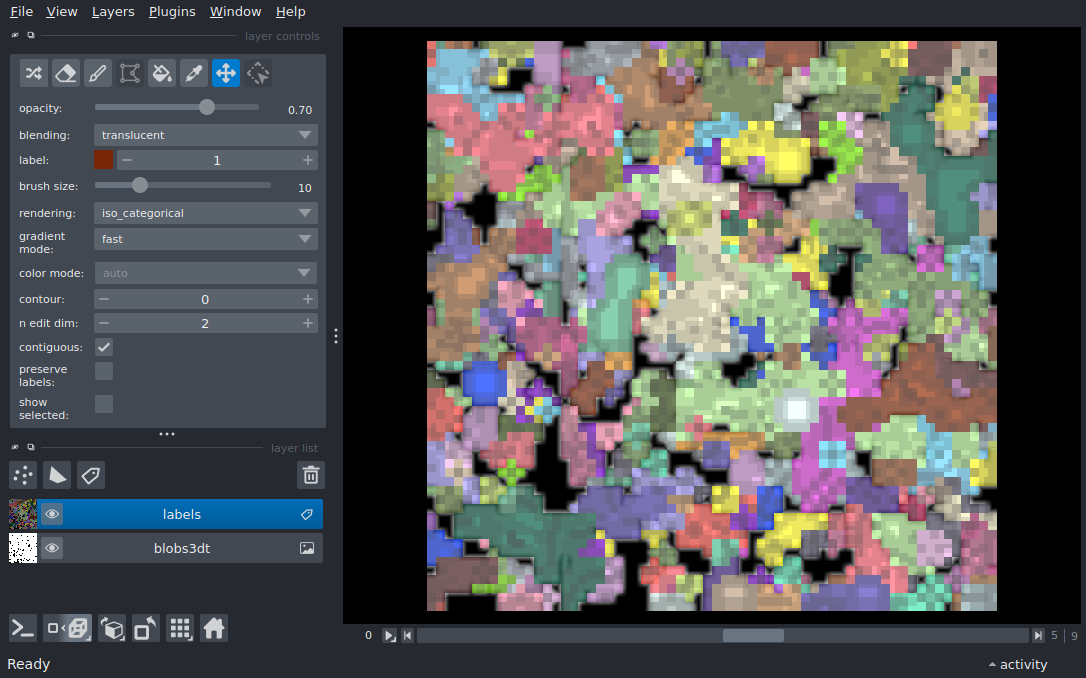 File View Layers Plugins Window Help
layer controls
opacity: 0.70
blending: translucent
label: 1
brush size: 10
rendering: iso_categorical
gradient
mode: fast
color mode: auto
contour: 0
n edit dim: 2
contiguous:
preserve
labels:
show
selected:
layer list
labels
blobs3dt
0 5 | 9
Ready activity